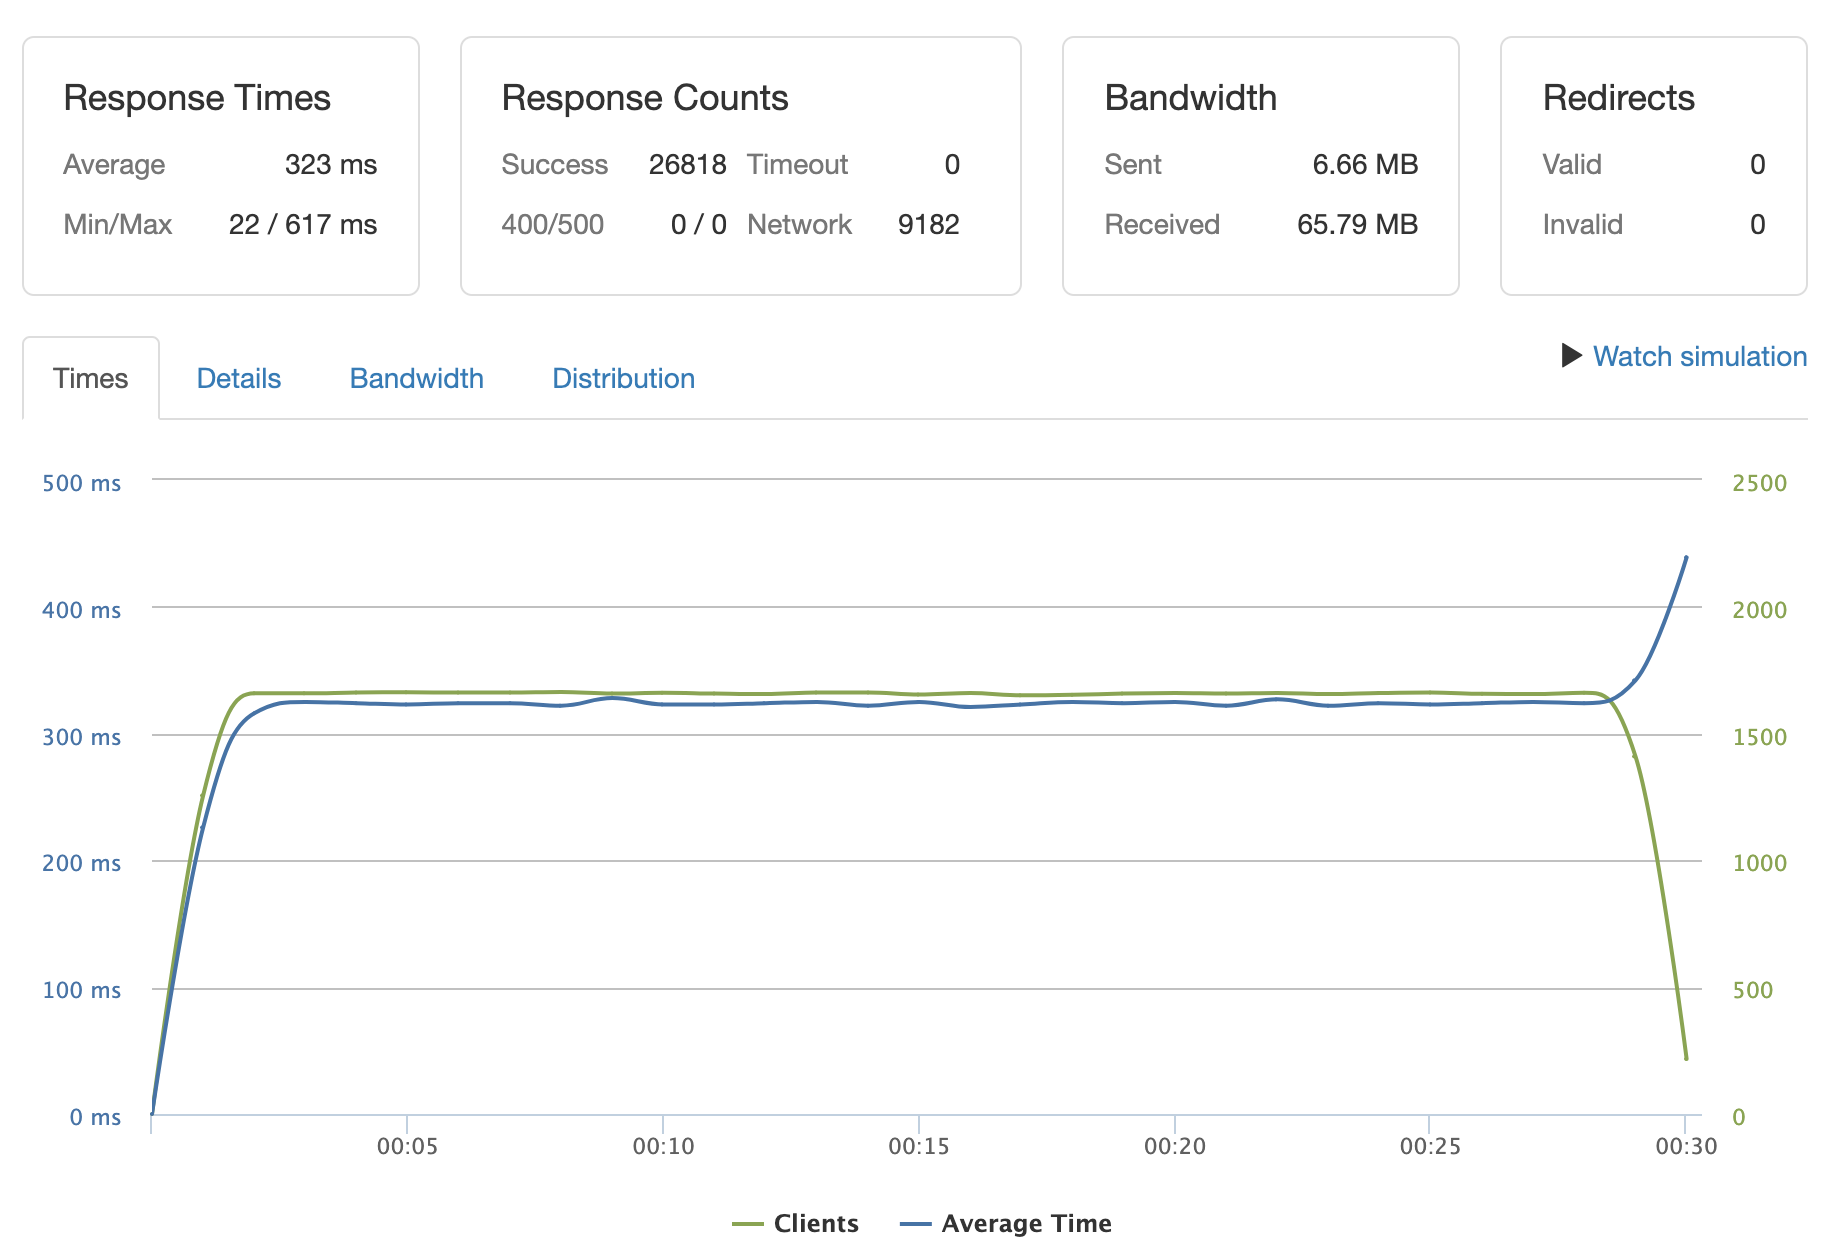 Response Times
Average 323 ms
Min/Max 22 / 617 ms
Response Counts
Success 26818 Timeout 0
400/500 0 / 0 Network 9182
Bandwidth
Sent 6.66 MB
Received 65.79 MB
Redirects
Valid 0
Invalid 0
Times Details Bandwidth Distribution
Watch simulation
500 ms 2500
400 ms 2000
300 ms 1500
200 ms 1000
100 ms 500
0 ms 0
00:05 00:10 00:15 00:20 00:25 00:30
Clients Average Time